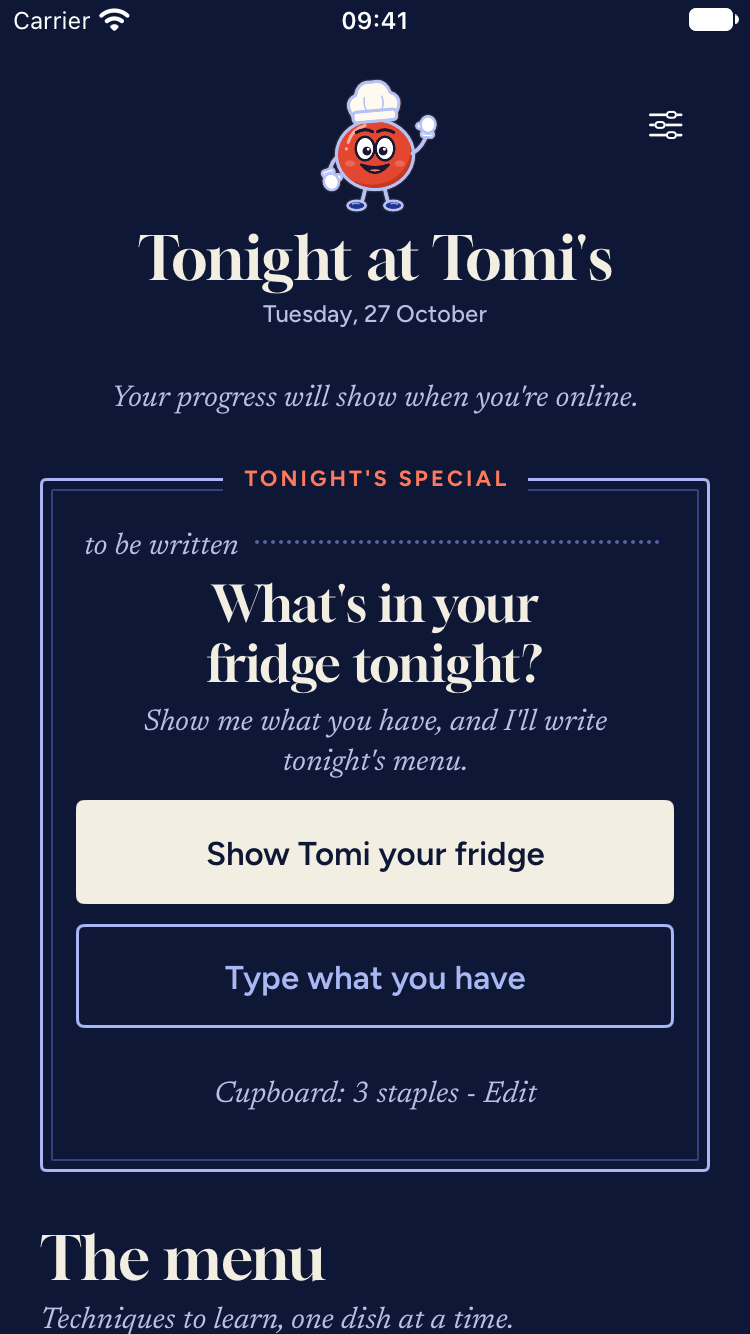 Carrier
09:41
Tonight at Tomi's
Tuesday, 27 October
Your progress will show when you're online.
TONIGHT'S SPECIAL
to be written
What's in your
fridge tonight?
Show me what you have, and I'll write
tonight's menu.
Show Tomi your fridge
Type what you have
Cupboard: 3 staples - Edit
The menu
Techniques to learn, one dish at a time.